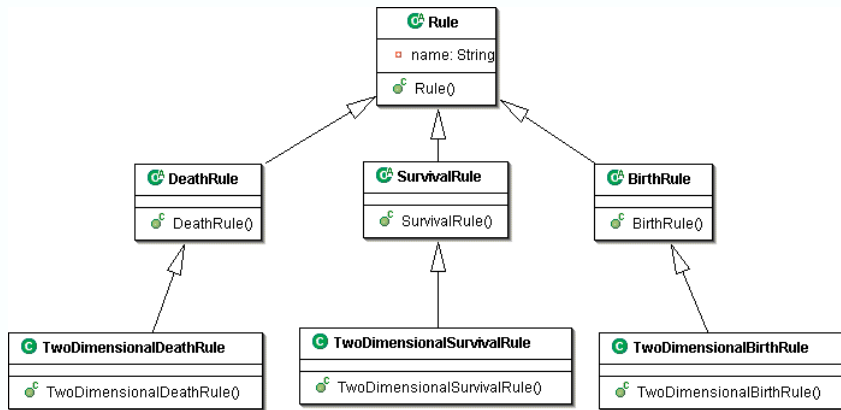 Rule
name: String
Rule()
DeathRule
DeathRule()
SurvivalRule
SurvivalRule()
BirthRule
BirthRule()
TwoDimensionalDeathRule
TwoDimensionalDeathRule()
TwoDimensionalSurvivalRule
TwoDimensionalSurvivalRule()
TwoDimensionalBirthRule
TwoDimensionalBirthRule()